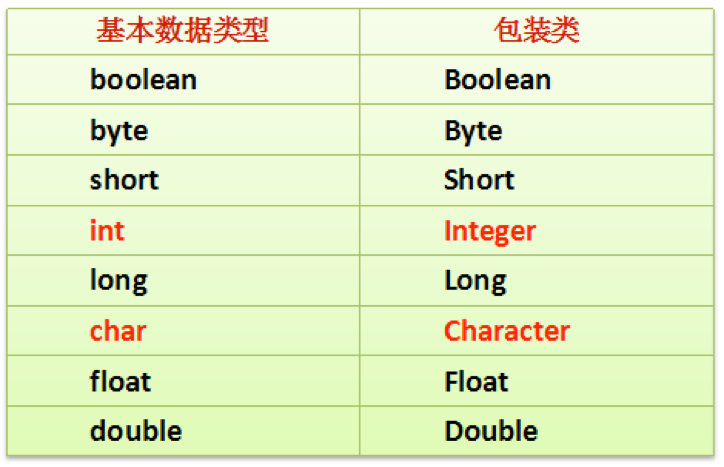 基本数据类型 包装类
boolean Boolean
byte Byte
short Short
int Integer
long Long
char Character
float Float
double Double